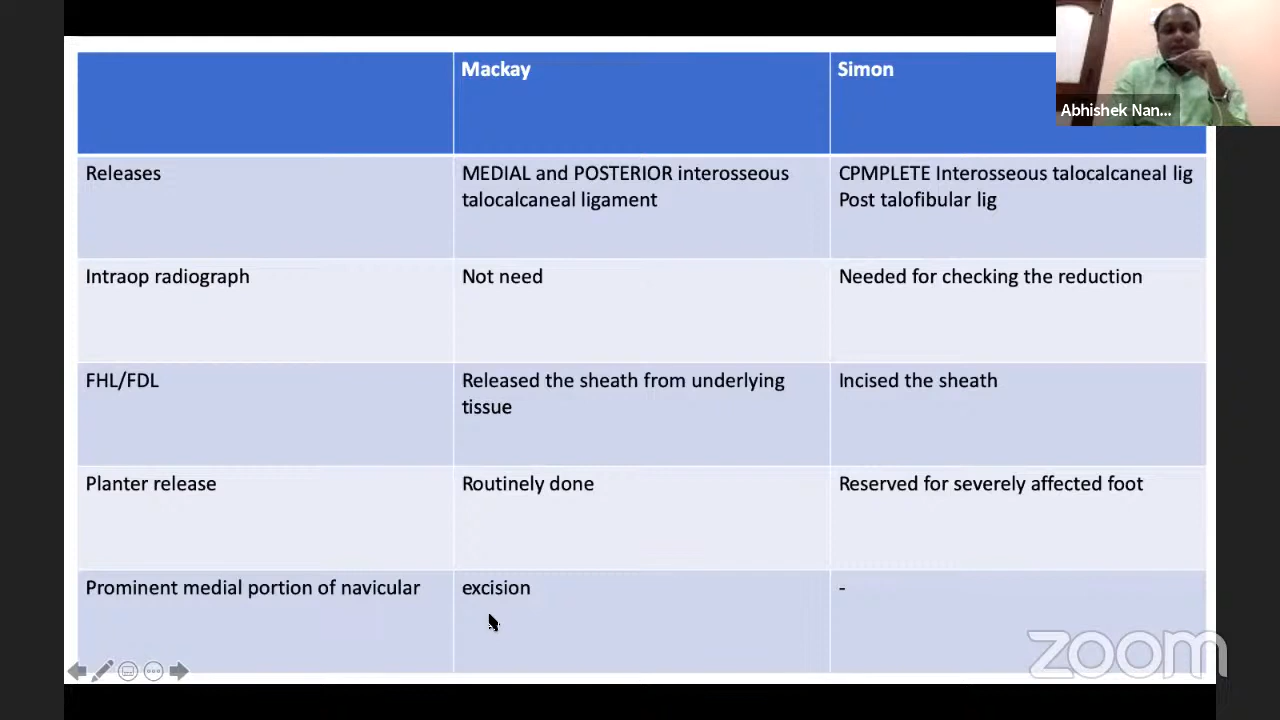 Mackay
Simon
Abhishek Nan...
Releases
MEDIAL and POSTERIOR interosseous
talocalcaneal ligament
CPMPLETE Interosseous talocalcaneal lig
Post talofibular lig
Intraop radiograph
Not need
Needed for checking the reduction
FHL/FDL
Released the sheath from underlying
tissue
Incised the sheath
Planter release
Routinely done
Reserved for severely affected foot
Prominent medial portion of navicular
excision
-
zoom